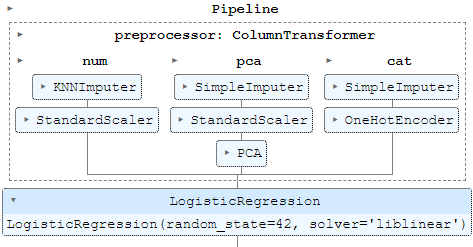 Pipeline
preprocessor: ColumnTransformer
num pca cat
KNNImputer SimpleImputer SimpleImputer
StandardScaler StandardScaler OneHotEncoder
PCA
LogisticRegression
LogisticRegression(random_state=42, solver='liblinear')